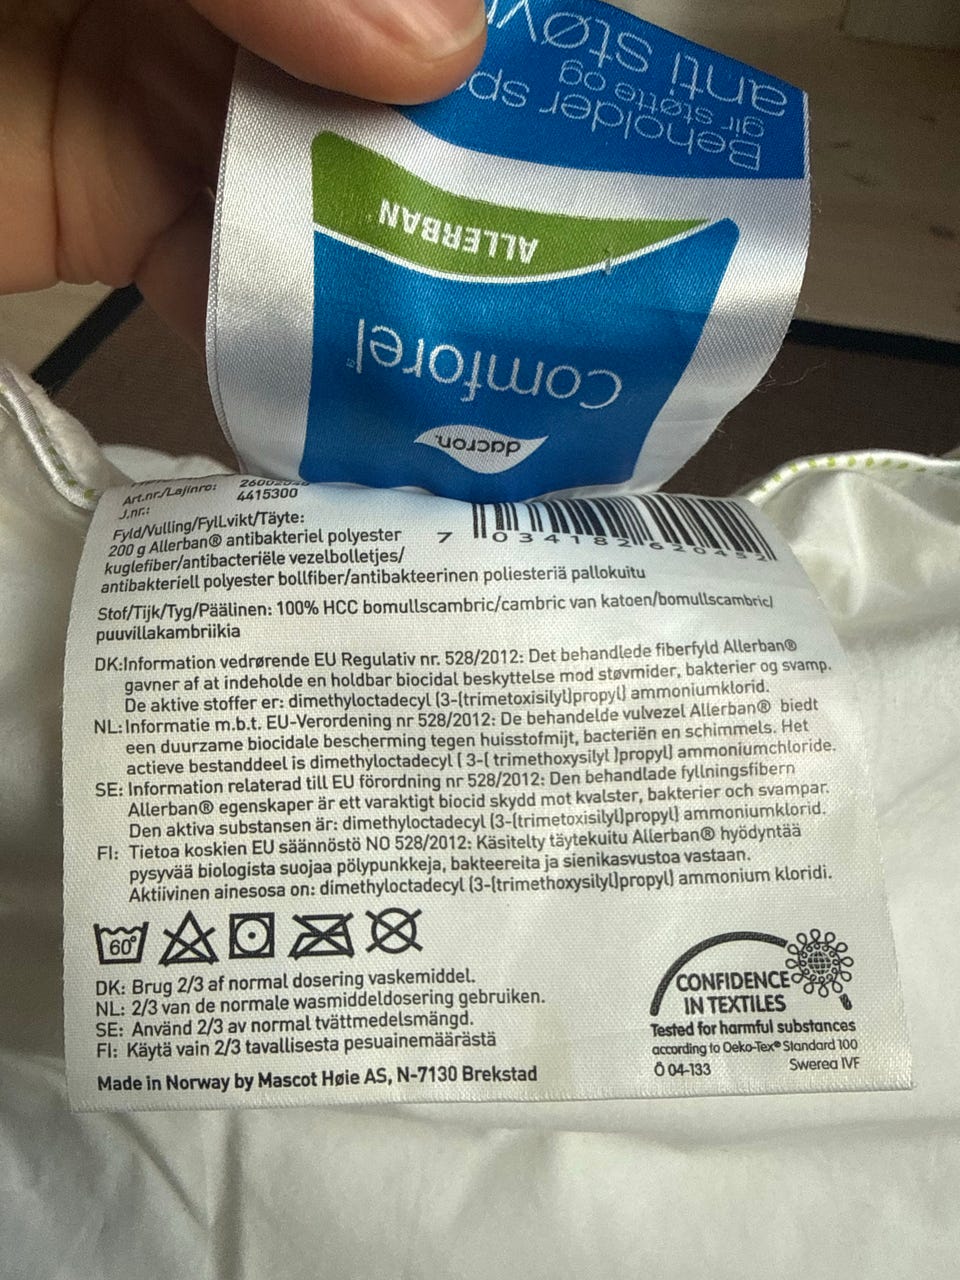 anti støv
gir støtte og
Beholder
ALLERBAN
comforel
dacron
Art.nr./Lajinro:
J.nr.: 4415300
Fyld/Vulling/FylLvikt/Täyte:
200 g Allerban® antibakteriel polyester
kuglefiber/antibacteriële vezelbolletjes/
antibakteriell polyester bollfiber/antibakteerinen poliesteriä pallokuitu
7 034182 620452
Stof/Tijk/Tyg/Päälinen: 100% HCC bomullscambric/cambric van katoen/bomullscambric/
puuvillakambriikia
DK:Information vedrørende EU Regulativ nr. 528/2012: Det behandlede fiberfyld Allerban®
gavner af at indeholde en holdbar biocidal beskyttelse mod støvmider, bakterier og svamp.
De aktive stoffer er: dimethyloctadecyl (3-(trimetoxisilyl)propyl) ammoniumklorid.
NL: Informatie m.b.t. EU-Verordening nr 528/2012: De behandelde vulvezel Allerban® biedt
een duurzame biocidale bescherming tegen huisstofmijt, bacteriën en schimmels. Het
actieve bestanddeel is dimethyloctadecyl ( 3-( trimethoxysilyl )propyl) ammoniumchloride.
SE: Information relaterad till EU förordning nr 528/2012: Den behandlade fyllningsfibern
Allerban® egenskaper är ett varaktigt biocid skydd mot kvalster, bakterier och svampar.
Den aktiva substansen är: dimethyloctadecyl (3-(trimetoxisilyl)propyl) ammoniumklorid.
FI: Tietoa koskien EU säännöstö NO 528/2012: Käsitelty täytekuitu Allerban® hyödyntää
pysyvää biologista suojaa pölypunkkeja, bakteereita ja sienikasvustoa vastaan.
Aktiivinen ainesosa on: dimethyloctadecyl (3-(trimethoxysilyl)propyl) ammonium kloridi.
60°
DK: Brug 2/3 af normal dosering vaskemiddel.
NL: 2/3 van de normale wasmiddeldosering gebruiken.
SE: Använd 2/3 av normal tvättmedelsmängd.
FI: Käytä vain 2/3 tavallisesta pesuainemäärästä
Made in Norway by Mascot Høie AS, N-7130 Brekstad
CONFIDENCE
IN TEXTILES
Tested for harmful substances
according to Oeko-Tex® Standard 100
Ö 04-133 Swerea IVF